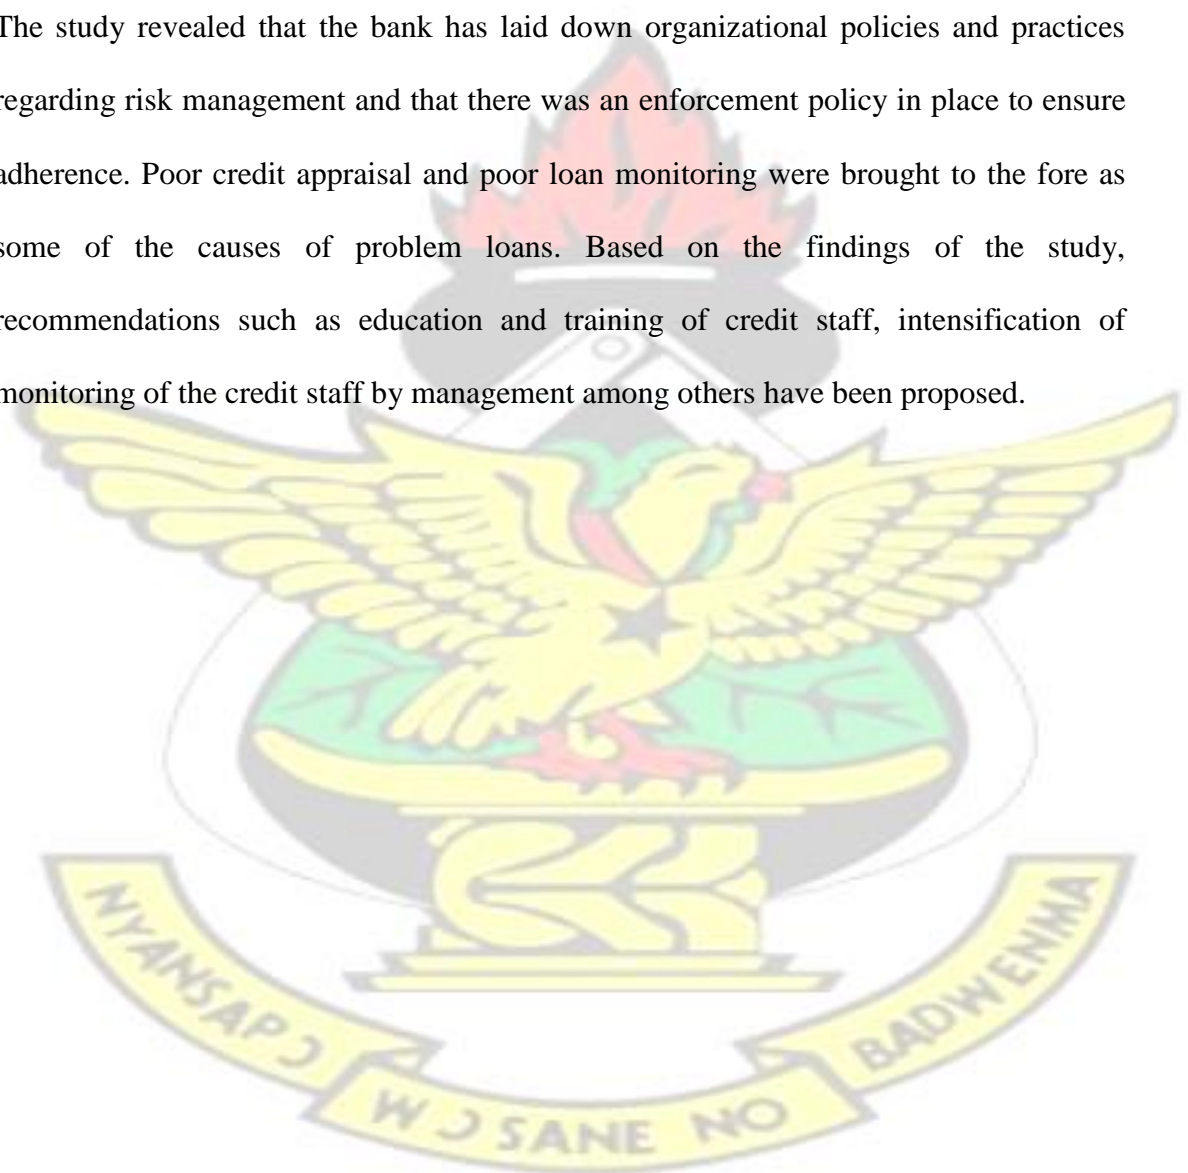 The study revealed that the bank has laid down organizational policies and practices
regarding risk management and that there was an enforcement policy in place to ensure
adherence. Poor credit appraisal and poor loan monitoring were brought to the fore as
some of the causes of problem loans. Based on the findings of the study,
recommendations such as education and training of credit staff, intensification of
monitoring of the credit staff by management among others have been proposed.
NYANSAPƆ
WƆ SANE NO
BADWENMA